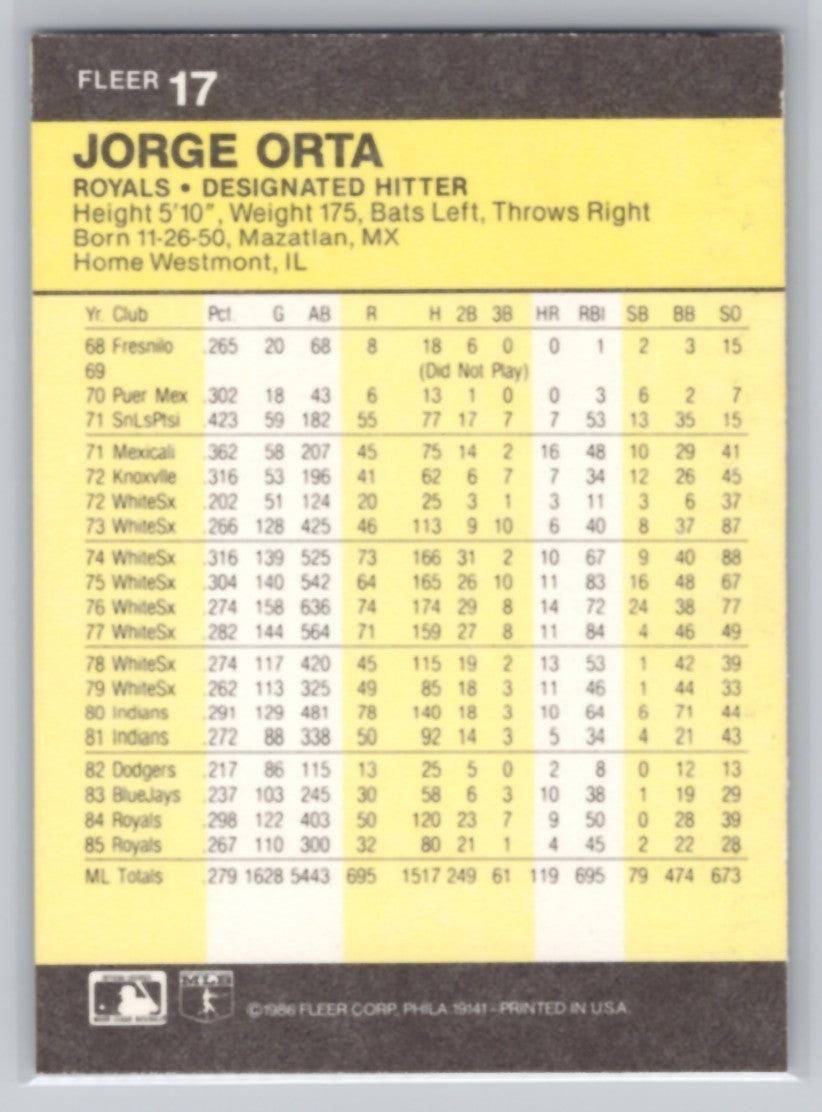 FLEER 17
JORGE ORTA
ROYALS • DESIGNATED HITTER
Height 5'10", Weight 175, Bats Left, Throws Right
Born 11-26-50, Mazatlan, MX
Home Westmont, IL
Yr. Club Pct. G AB R H 2B 3B HR RBI SB BB SO
68 Fresnilo .265 20 68 8 18 6 0 0 1 2 3 15
69 (Did Not Play)
70 Puer Mex .302 18 43 6 13 1 0 0 3 6 2 7
71 SnLsPtsi .423 59 182 55 77 17 7 7 53 13 35 15
71 Mexicali .362 58 207 45 75 14 2 16 48 10 29 41
72 Knoxvlle .316 53 196 41 62 6 7 7 34 12 26 45
72 WhiteSx .202 51 124 20 25 3 1 3 11 3 6 37
73 WhiteSx .266 128 425 46 113 9 10 6 40 8 37 87
74 WhiteSx .316 139 525 73 166 31 2 10 67 9 40 88
75 WhiteSx .304 140 542 64 165 26 10 11 83 16 48 67
76 WhiteSx .274 158 636 74 174 29 8 14 72 24 38 77
77 WhiteSx .282 144 564 71 159 27 8 11 84 4 46 49
78 WhiteSx .274 117 420 45 115 19 2 13 53 1 42 39
79 WhiteSx .262 113 325 49 85 18 3 11 46 1 44 33
80 Indians .291 129 481 78 140 18 3 10 64 6 71 44
81 Indians .272 88 338 50 92 14 3 5 34 4 21 43
82 Dodgers .217 86 115 13 25 5 0 2 8 0 12 13
83 BlueJays .237 103 245 30 58 6 3 10 38 1 19 29
84 Royals .298 122 403 50 120 23 7 9 50 0 28 39
85 Royals .267 110 300 32 80 21 1 4 45 2 22 28
ML Totals .279 1628 5443 695 1517 249 61 119 695 79 474 673
MLB
©1986 FLEER CORP. PHILA 19141 - PRINTED IN U.S.A.